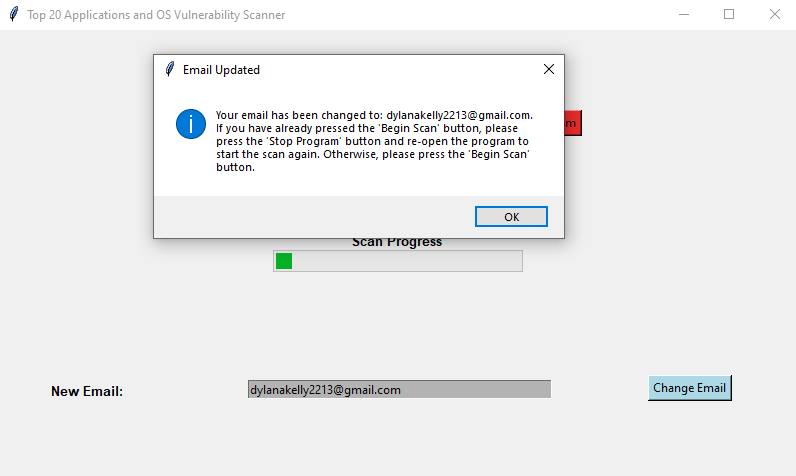 Top 20 Applications and OS Vulnerability Scanner
Email Updated
Your email has been changed to: dylanakelly2213@gmail.com.
If you have already pressed the 'Begin Scan' button, please
press the 'Stop Program' button and re-open the program to
start the scan again. Otherwise, please press the 'Begin Scan'
button.
OK
Scan Progress
New Email:
dylanakelly2213@gmail.com
Change Email